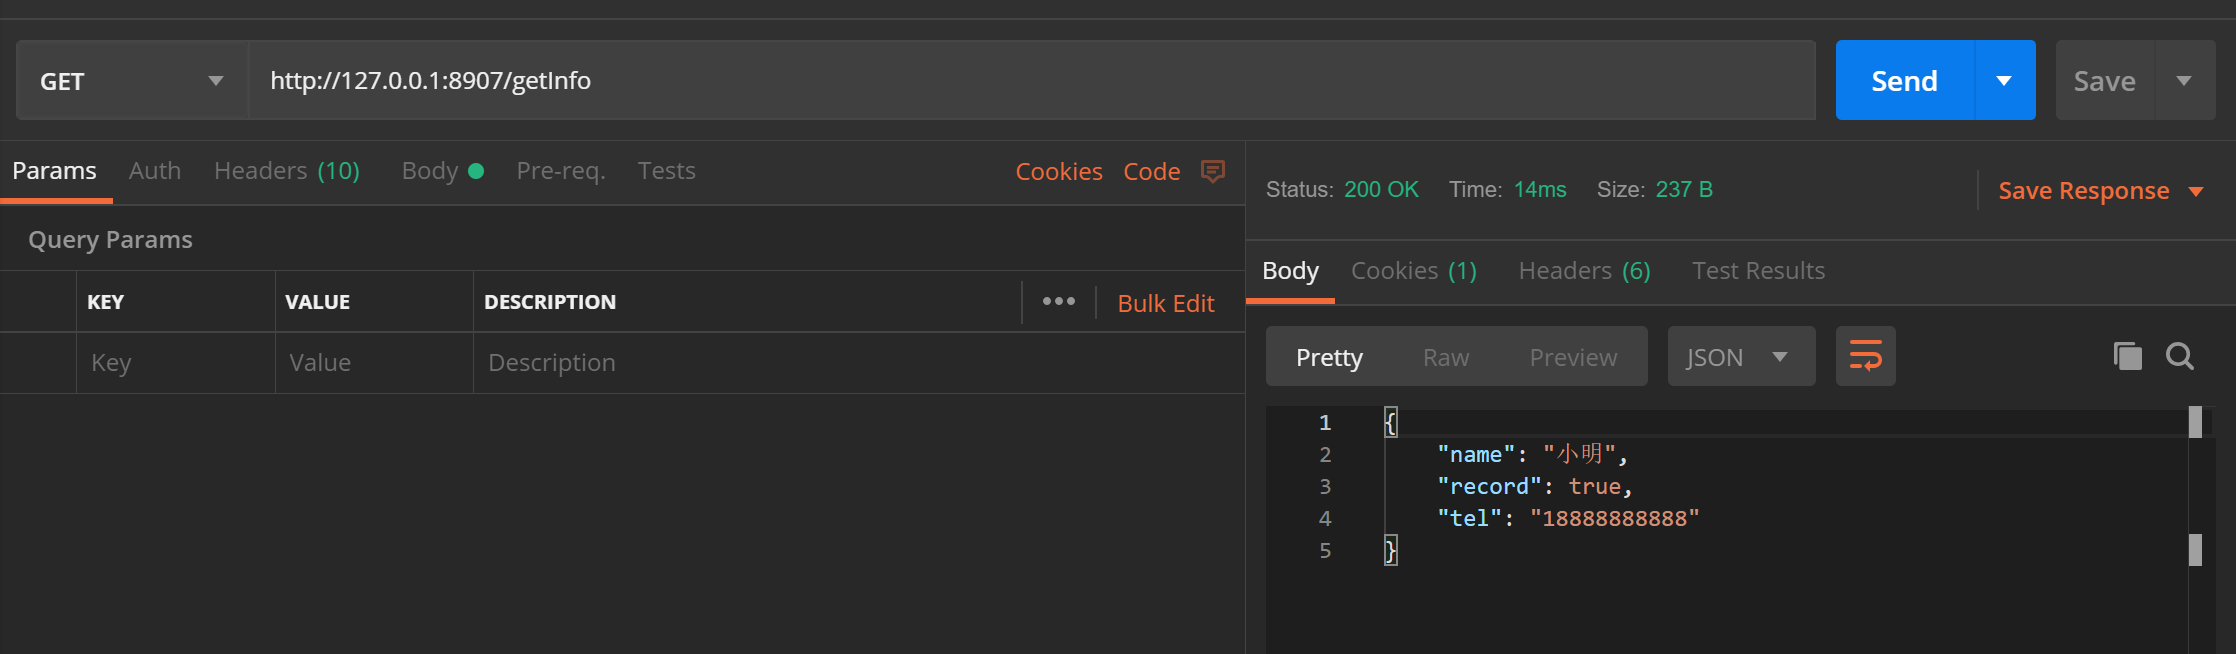 GET http://127.0.0.1:8907/getInfo Send Save
Params Auth Headers (10) Body Pre-req. Tests Cookies Code
Query Params
KEY VALUE DESCRIPTION ••• Bulk Edit
Key Value Description
Status: 200 OK Time: 14ms Size: 237 B Save Response
Body Cookies (1) Headers (6) Test Results
Pretty Raw Preview JSON
1 {
2 "name": "小明",
3 "record": true,
4 "tel": "18888888888"
5 }